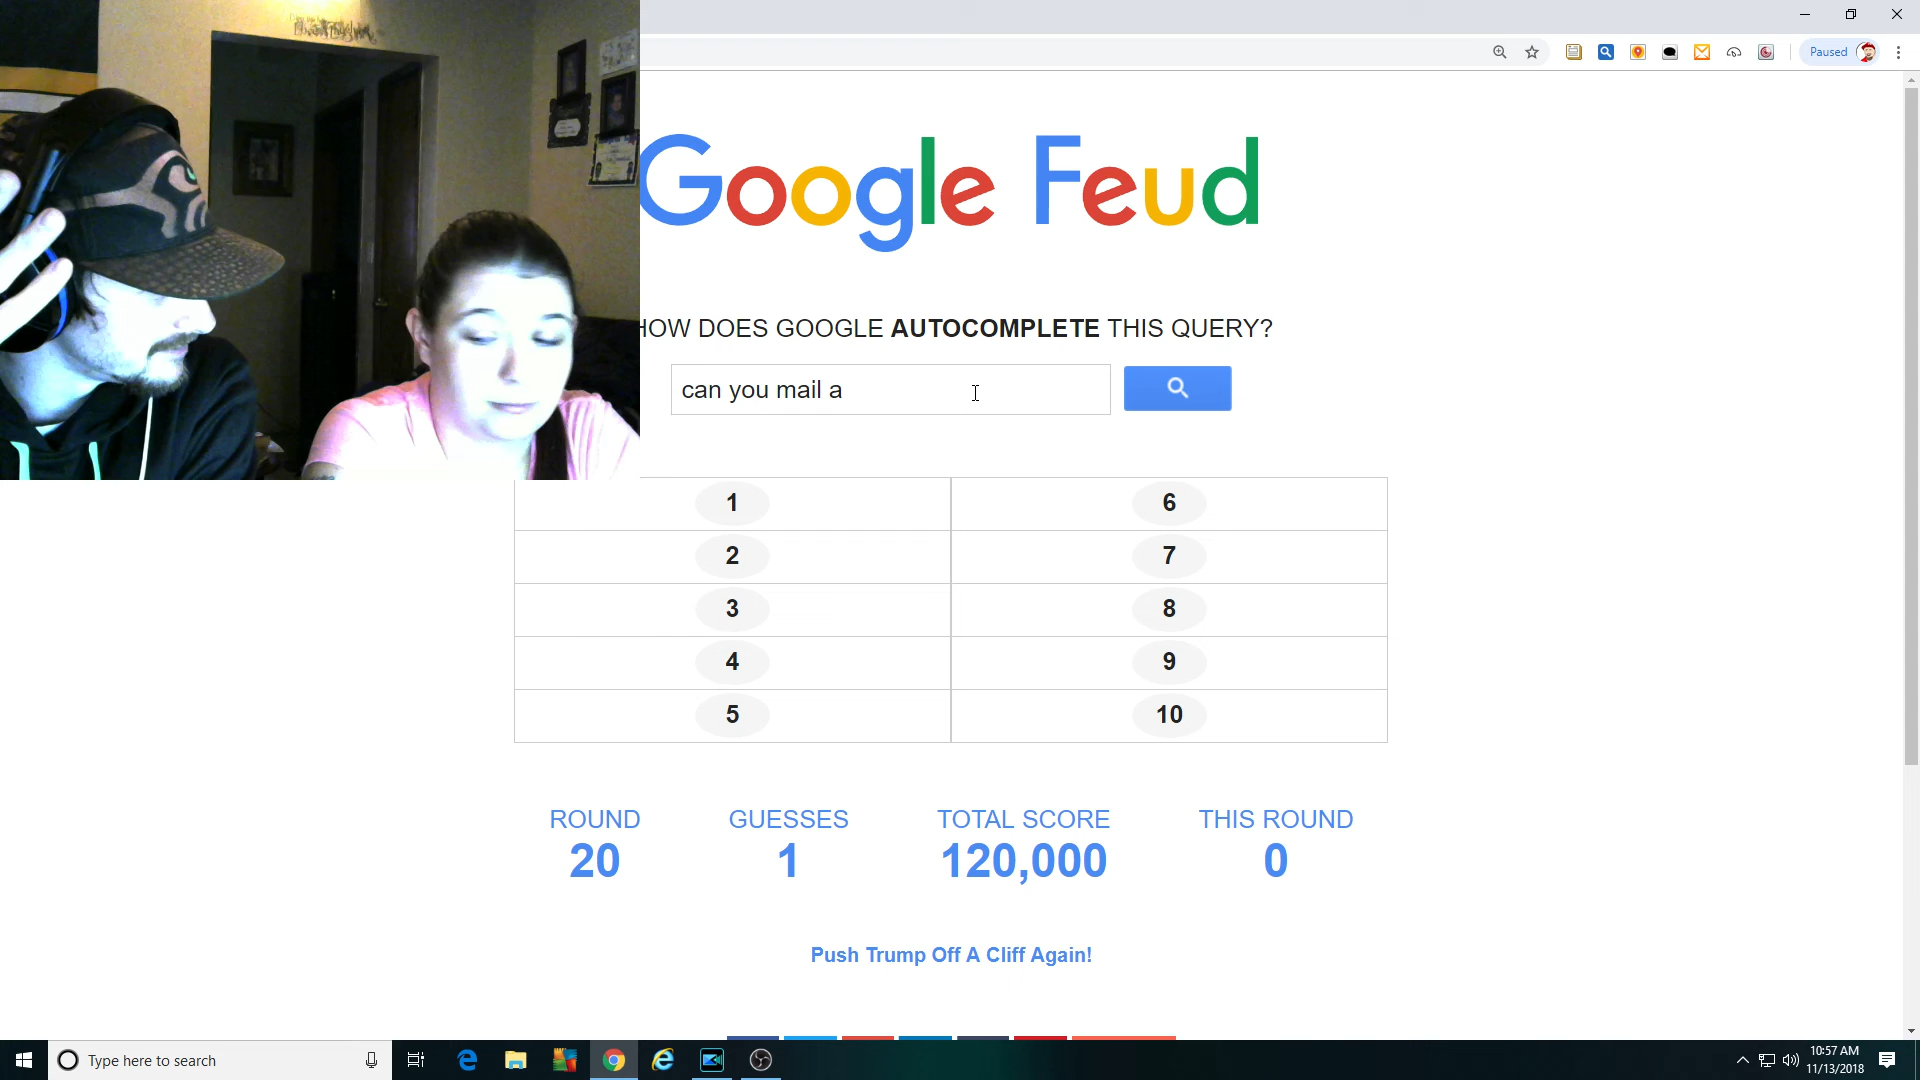 Paused
Google Feud
HOW DOES GOOGLE AUTOCOMPLETE THIS QUERY?
can you mail a
1 6
2 7
3 8
4 9
5 10
ROUND GUESSES TOTAL SCORE THIS ROUND
20 1 120,000 0
Push Trump Off A Cliff Again!
Type here to search
10:57 AM
11/13/2018